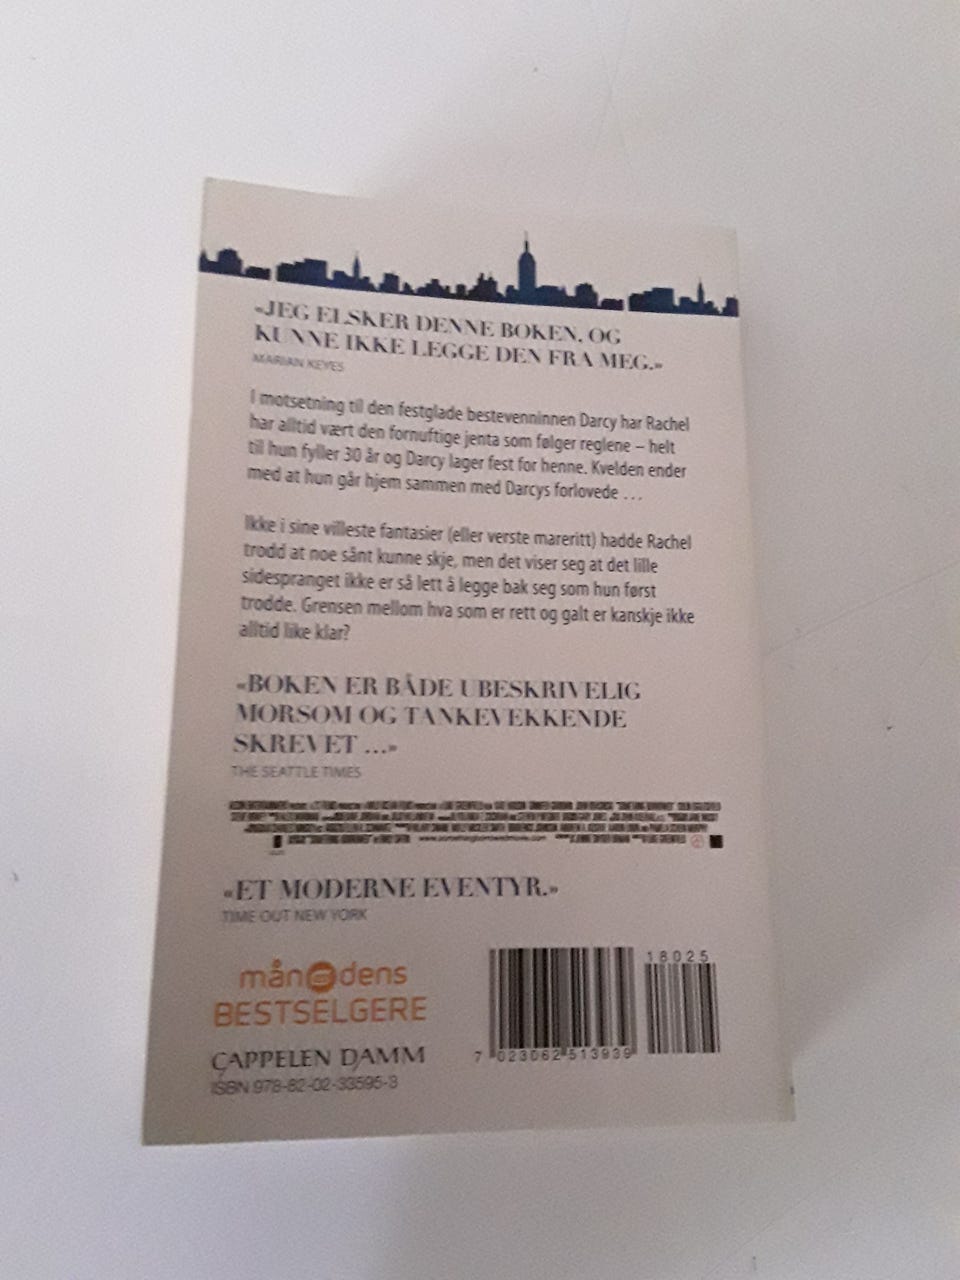 «JEG ELSKER DENNE BOKEN, OG
KUNNE IKKE LEGGE DEN FRA MEG.»
MARIAN KEYES
I motsetning til den festglade bestevenninnen Darcy har Rachel
har alltid vært den fornuftige jenta som følger reglene – helt
til hun fyller 30 år og Darcy lager fest for henne. Kvelden ender
med at hun går hjem sammen med Darcys forlovede ...
Ikke i sine villeste fantasier (eller verste mareritt) hadde Rachel
trodd at noe sånt kunne skje, men det viser seg at det lille
sidespranget ikke er så lett å legge bak seg som hun først
trodde. Grensen mellom hva som er rett og galt er kanskje ikke
alltid like klar?
«BOKEN ER BÅDE UBESKRIVELIG
MORSOM OG TANKEVEKKENDE
SKREVET ...»
THE SEATTLE TIMES
www.somethingborrowedmovie.com
«ET MODERNE EVENTYR.»
TIME OUT NEW YORK
månedens
BESTSELGERE
CAPPELEN DAMM
ISBN 978-82-02-33595-3
18025
7 023062 513939